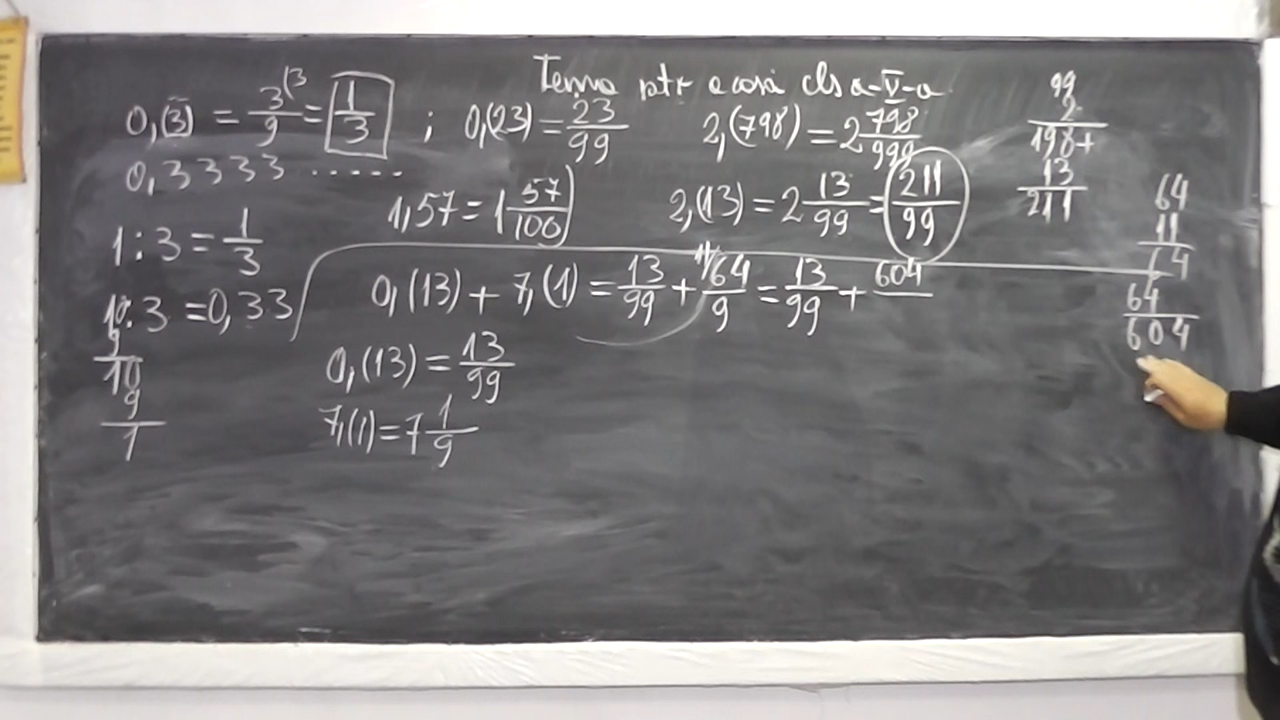 Tema ptr acasă cls a-V-a
0,(3) = 3/9 (3 = 1/3 ; 0,(23) = 23/99 2,(798) = 2 798/999
0,3333 ......
1,57 = 1 57/100 2,(13) = 2 13/99 = 211/99
1 : 3 = 1/3
0,(13) + 7,(1) = 13/99 + 11/64/9 = 13/99 + 604
10 : 3 = 0,33
9
10
9
1
0,(13) = 13/99
7,(1) = 7 1/9
99
2
198+
13
211
64
11
64
64
604